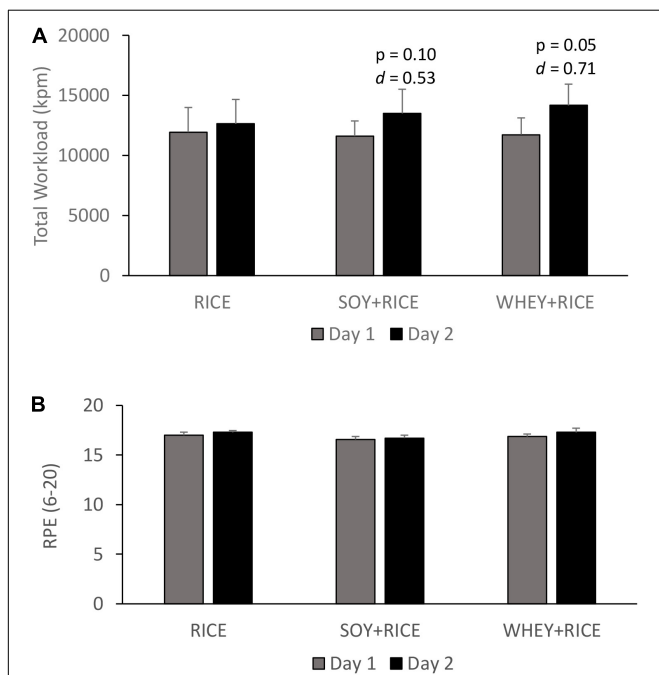 A
20000
15000
10000
5000
0
Total Workload (kpm)
p = 0.10
d = 0.53
p = 0.05
d = 0.71
RICE
SOY+RICE
WHEY+RICE
Day 1
Day 2
B
20
15
10
5
0
RPE (6-20)
RICE
SOY+RICE
WHEY+RICE
Day 1
Day 2